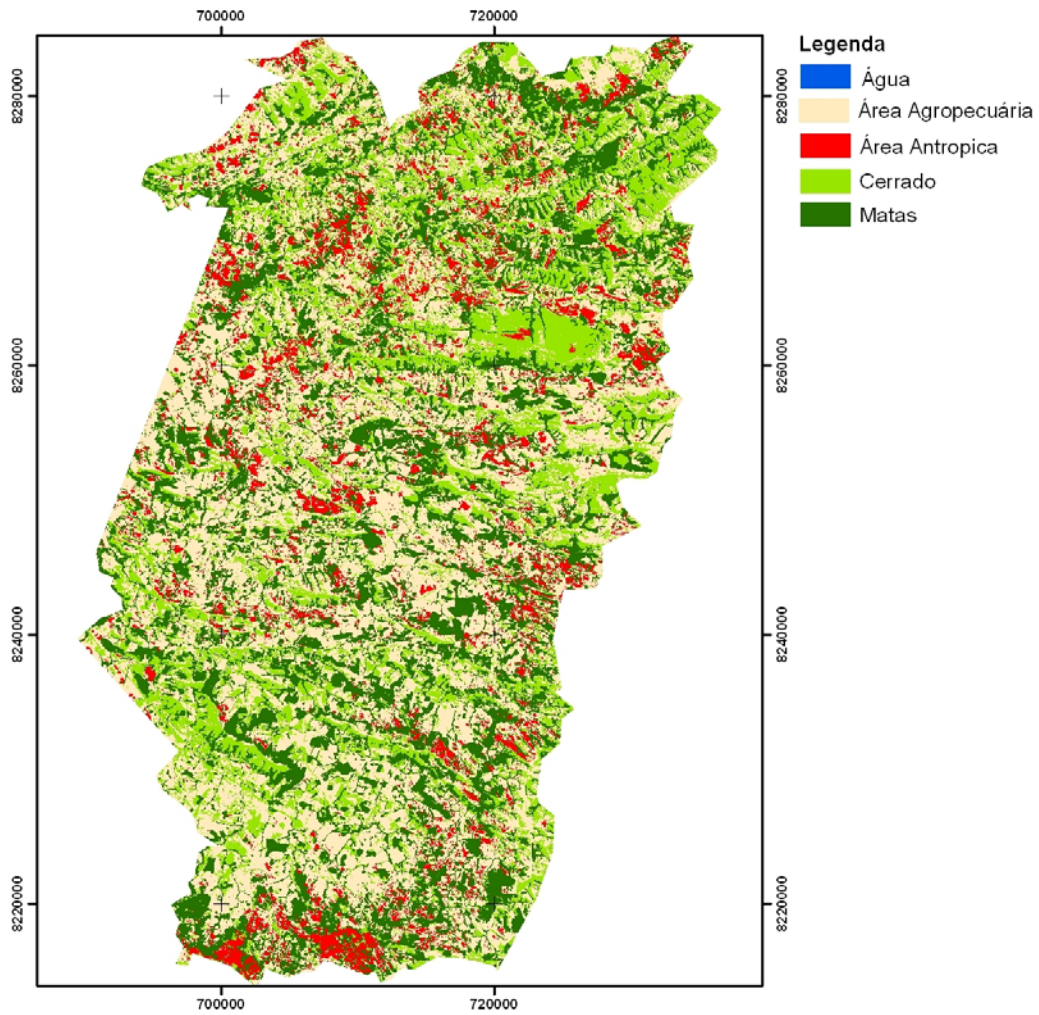 700000 720000
Legenda
Água
Área Agropecuária
Área Antropica
Cerrado
Matas
8280000 8280000
8260000 8260000
8240000 8240000
8220000 8220000
700000 720000